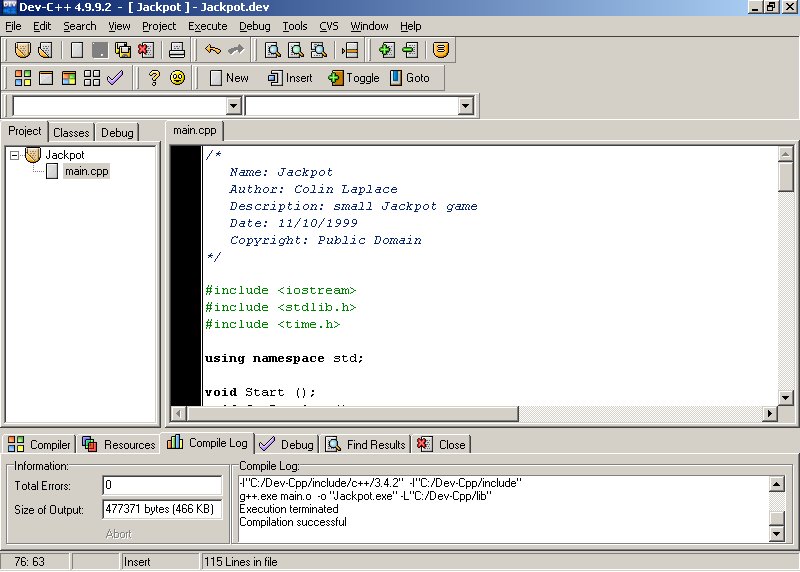 Dev-C++ 4.9.9.2 - [ Jackpot ] - Jackpot.dev
File Edit Search View Project Execute Debug Tools CVS Window Help
New Insert Toggle Goto
Project Classes Debug
main.cpp
Jackpot
main.cpp
/*
Name: Jackpot
Author: Colin Laplace
Description: small Jackpot game
Date: 11/10/1999
Copyright: Public Domain
*/
#include <iostream>
#include <stdlib.h>
#include <time.h>
using namespace std;
void Start ();
Compiler Resources Compile Log Debug Find Results Close
Information:
Total Errors: 0
Size of Output: 477371 bytes (466 KB)
Abort
Compile Log:
-I"C:/Dev-Cpp/include/c++/3.4.2" -I"C:/Dev-Cpp/include"
g++.exe main.o -o "Jackpot.exe" -L"C:/Dev-Cpp/lib"
Execution terminated
Compilation successful
76: 63 Insert 115 Lines in file